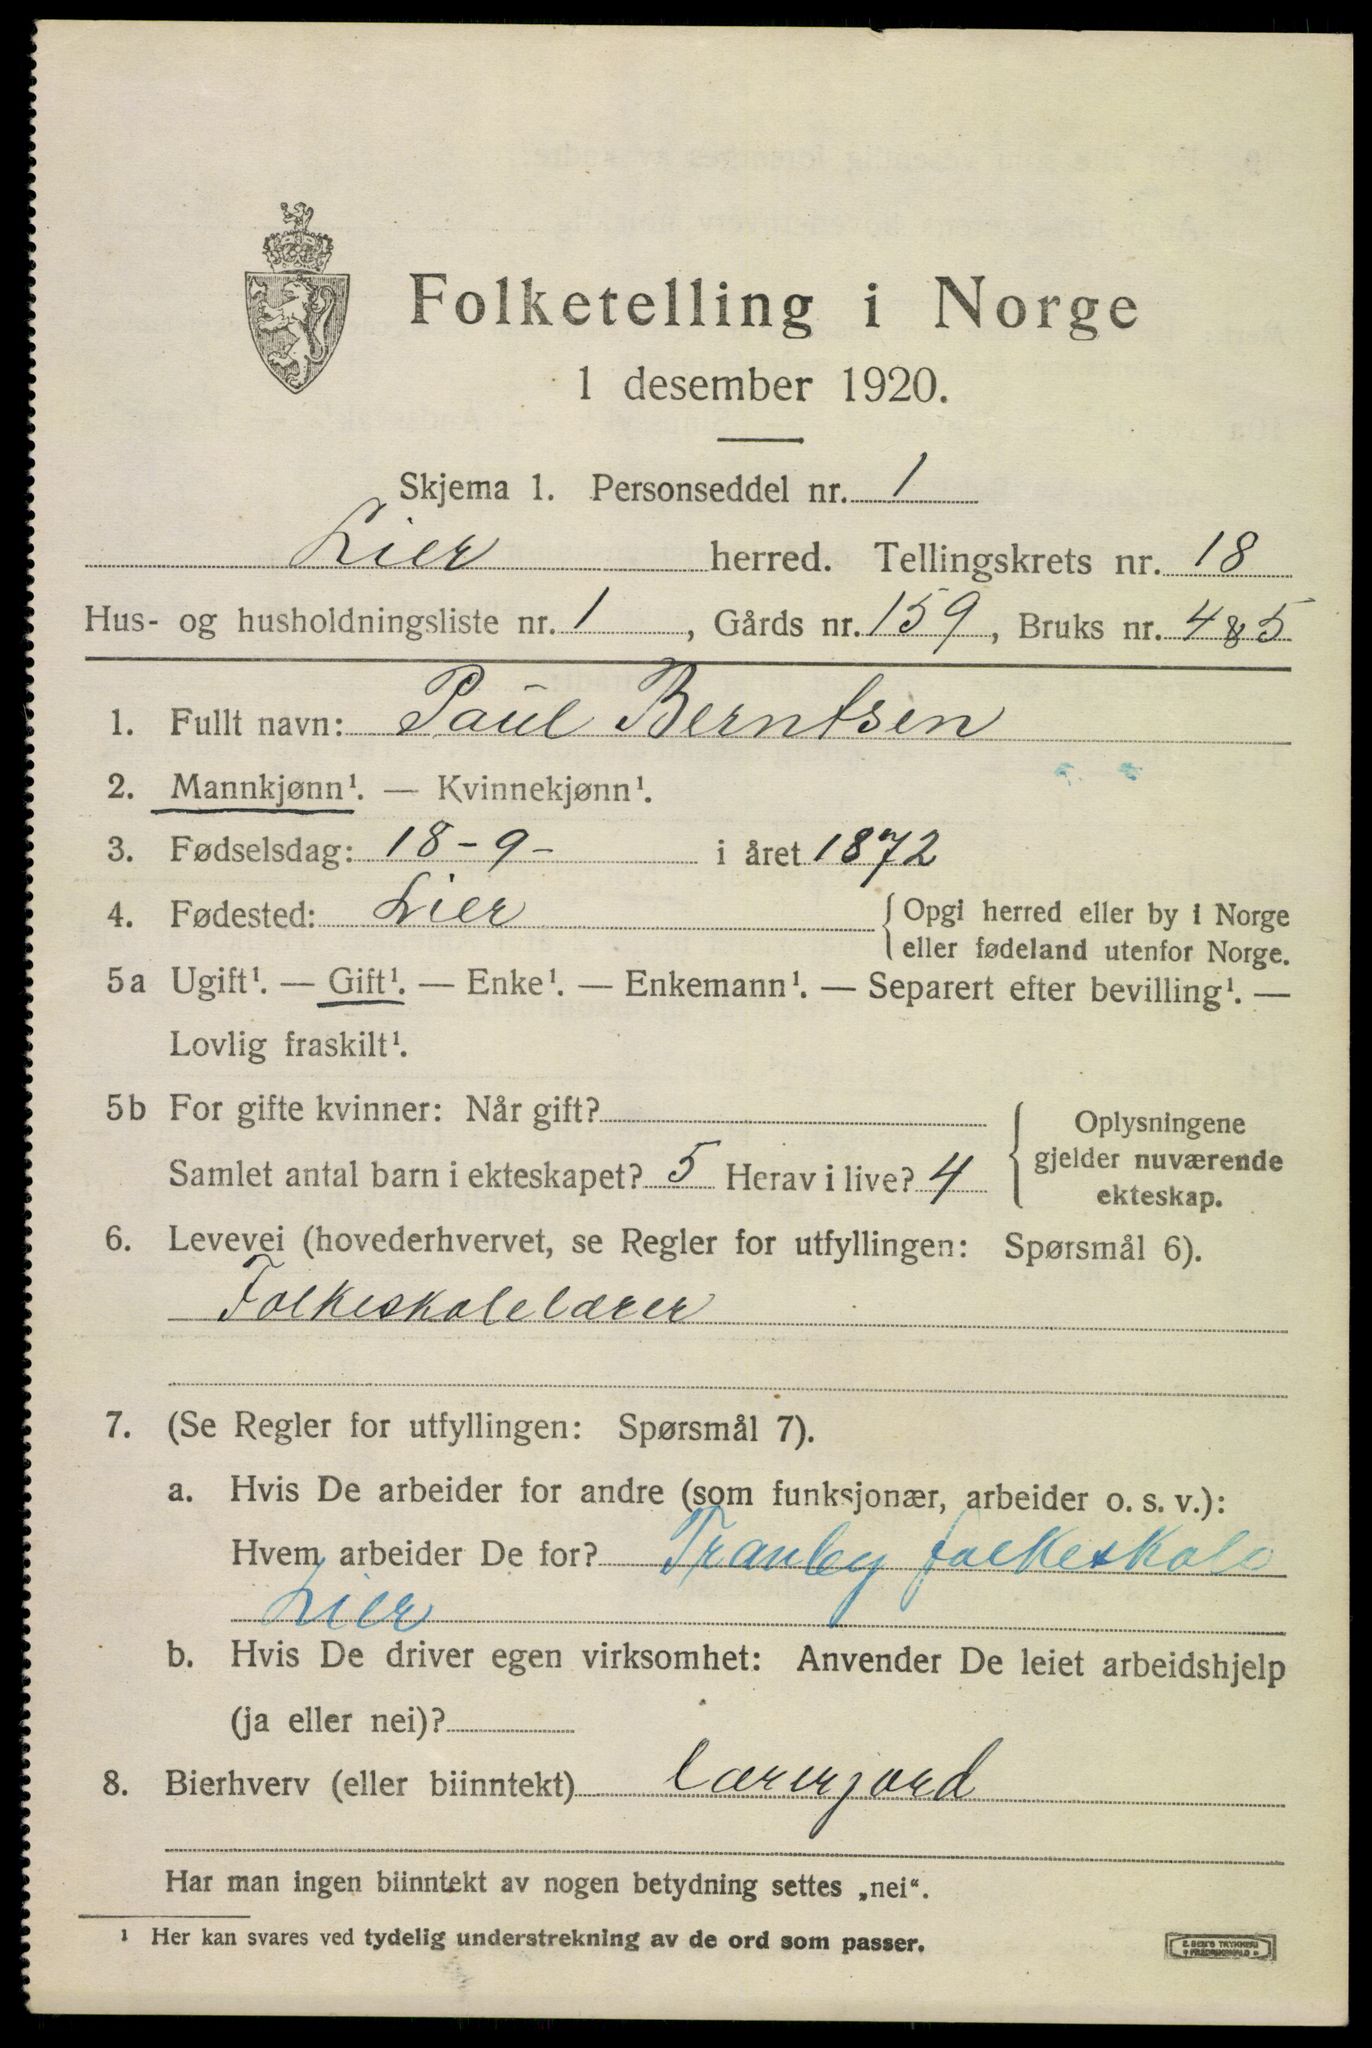 Folketelling i Norge
1 desember 1920.
Skjema 1. Personseddel nr. 1
Lier herred. Tellingskrets nr. 18
Hus- og husholdningsliste nr. 1, Gårds nr. 159, Bruks nr. 485
1. Fullt navn: Paul Berntsen
2. Mannkjønn¹. — Kvinnekjønn¹.
3. Fødselsdag: 18-9- i året 1872
4. Fødested: Lier { Opgi herred eller by i Norge
eller fødeland utenfor Norge.
5a Ugift¹. — Gift¹. — Enke¹. — Enkemann¹. — Separert efter bevilling¹. —
Lovlig fraskilt¹.
5b For gifte kvinner: Når gift?
Samlet antal barn i ekteskapet? 5 Herav i live? 4
{ Oplysningene
gjelder nuværende
ekteskap.
6. Levevei (hovederhvervet, se Regler for utfyllingen: Spørsmål 6).
Folkeskolelærer
7. (Se Regler for utfyllingen: Spørsmål 7).
a. Hvis De arbeider for andre (som funksjonær, arbeider o. s. v.):
Hvem arbeider De for? Tranby folkeskole
Lier
b. Hvis De driver egen virksomhet: Anvender De leiet arbeidshjelp
(ja eller nei)?
8. Bierhverv (eller biinntekt) Lærerjord
Har man ingen biinntekt av nogen betydning settes „nei“.
¹ Her kan svares ved tydelig understrekning av de ord som passer.